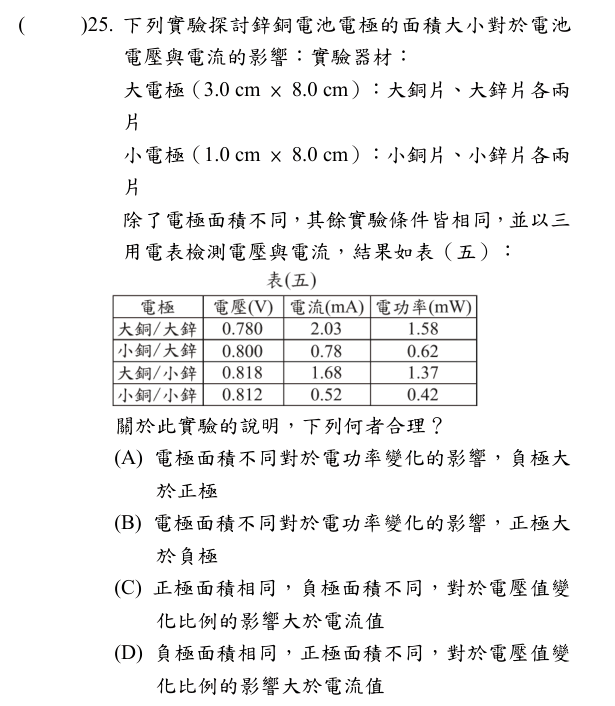 (　　)25. 下列實驗探討鋅銅電池電極的面積大小對於電池
電壓與電流的影響：實驗器材：
大電極（3.0 cm × 8.0 cm）：大銅片、大鋅片各兩
片
小電極（1.0 cm × 8.0 cm）：小銅片、小鋅片各兩
片
除了電極面積不同，其餘實驗條件皆相同，並以三
用電表檢測電壓與電流，結果如表（五）：
表(五)
電極 電壓(V) 電流(mA) 電功率(mW)
大銅/大鋅 0.780 2.03 1.58
小銅/大鋅 0.800 0.78 0.62
大銅/小鋅 0.818 1.68 1.37
小銅/小鋅 0.812 0.52 0.42
關於此實驗的說明，下列何者合理？
(A) 電極面積不同對於電功率變化的影響，負極大
於正極
(B) 電極面積不同對於電功率變化的影響，正極大
於負極
(C) 正極面積相同，負極面積不同，對於電壓值變
化比例的影響大於電流值
(D) 負極面積相同，正極面積不同，對於電壓值變
化比例的影響大於電流值